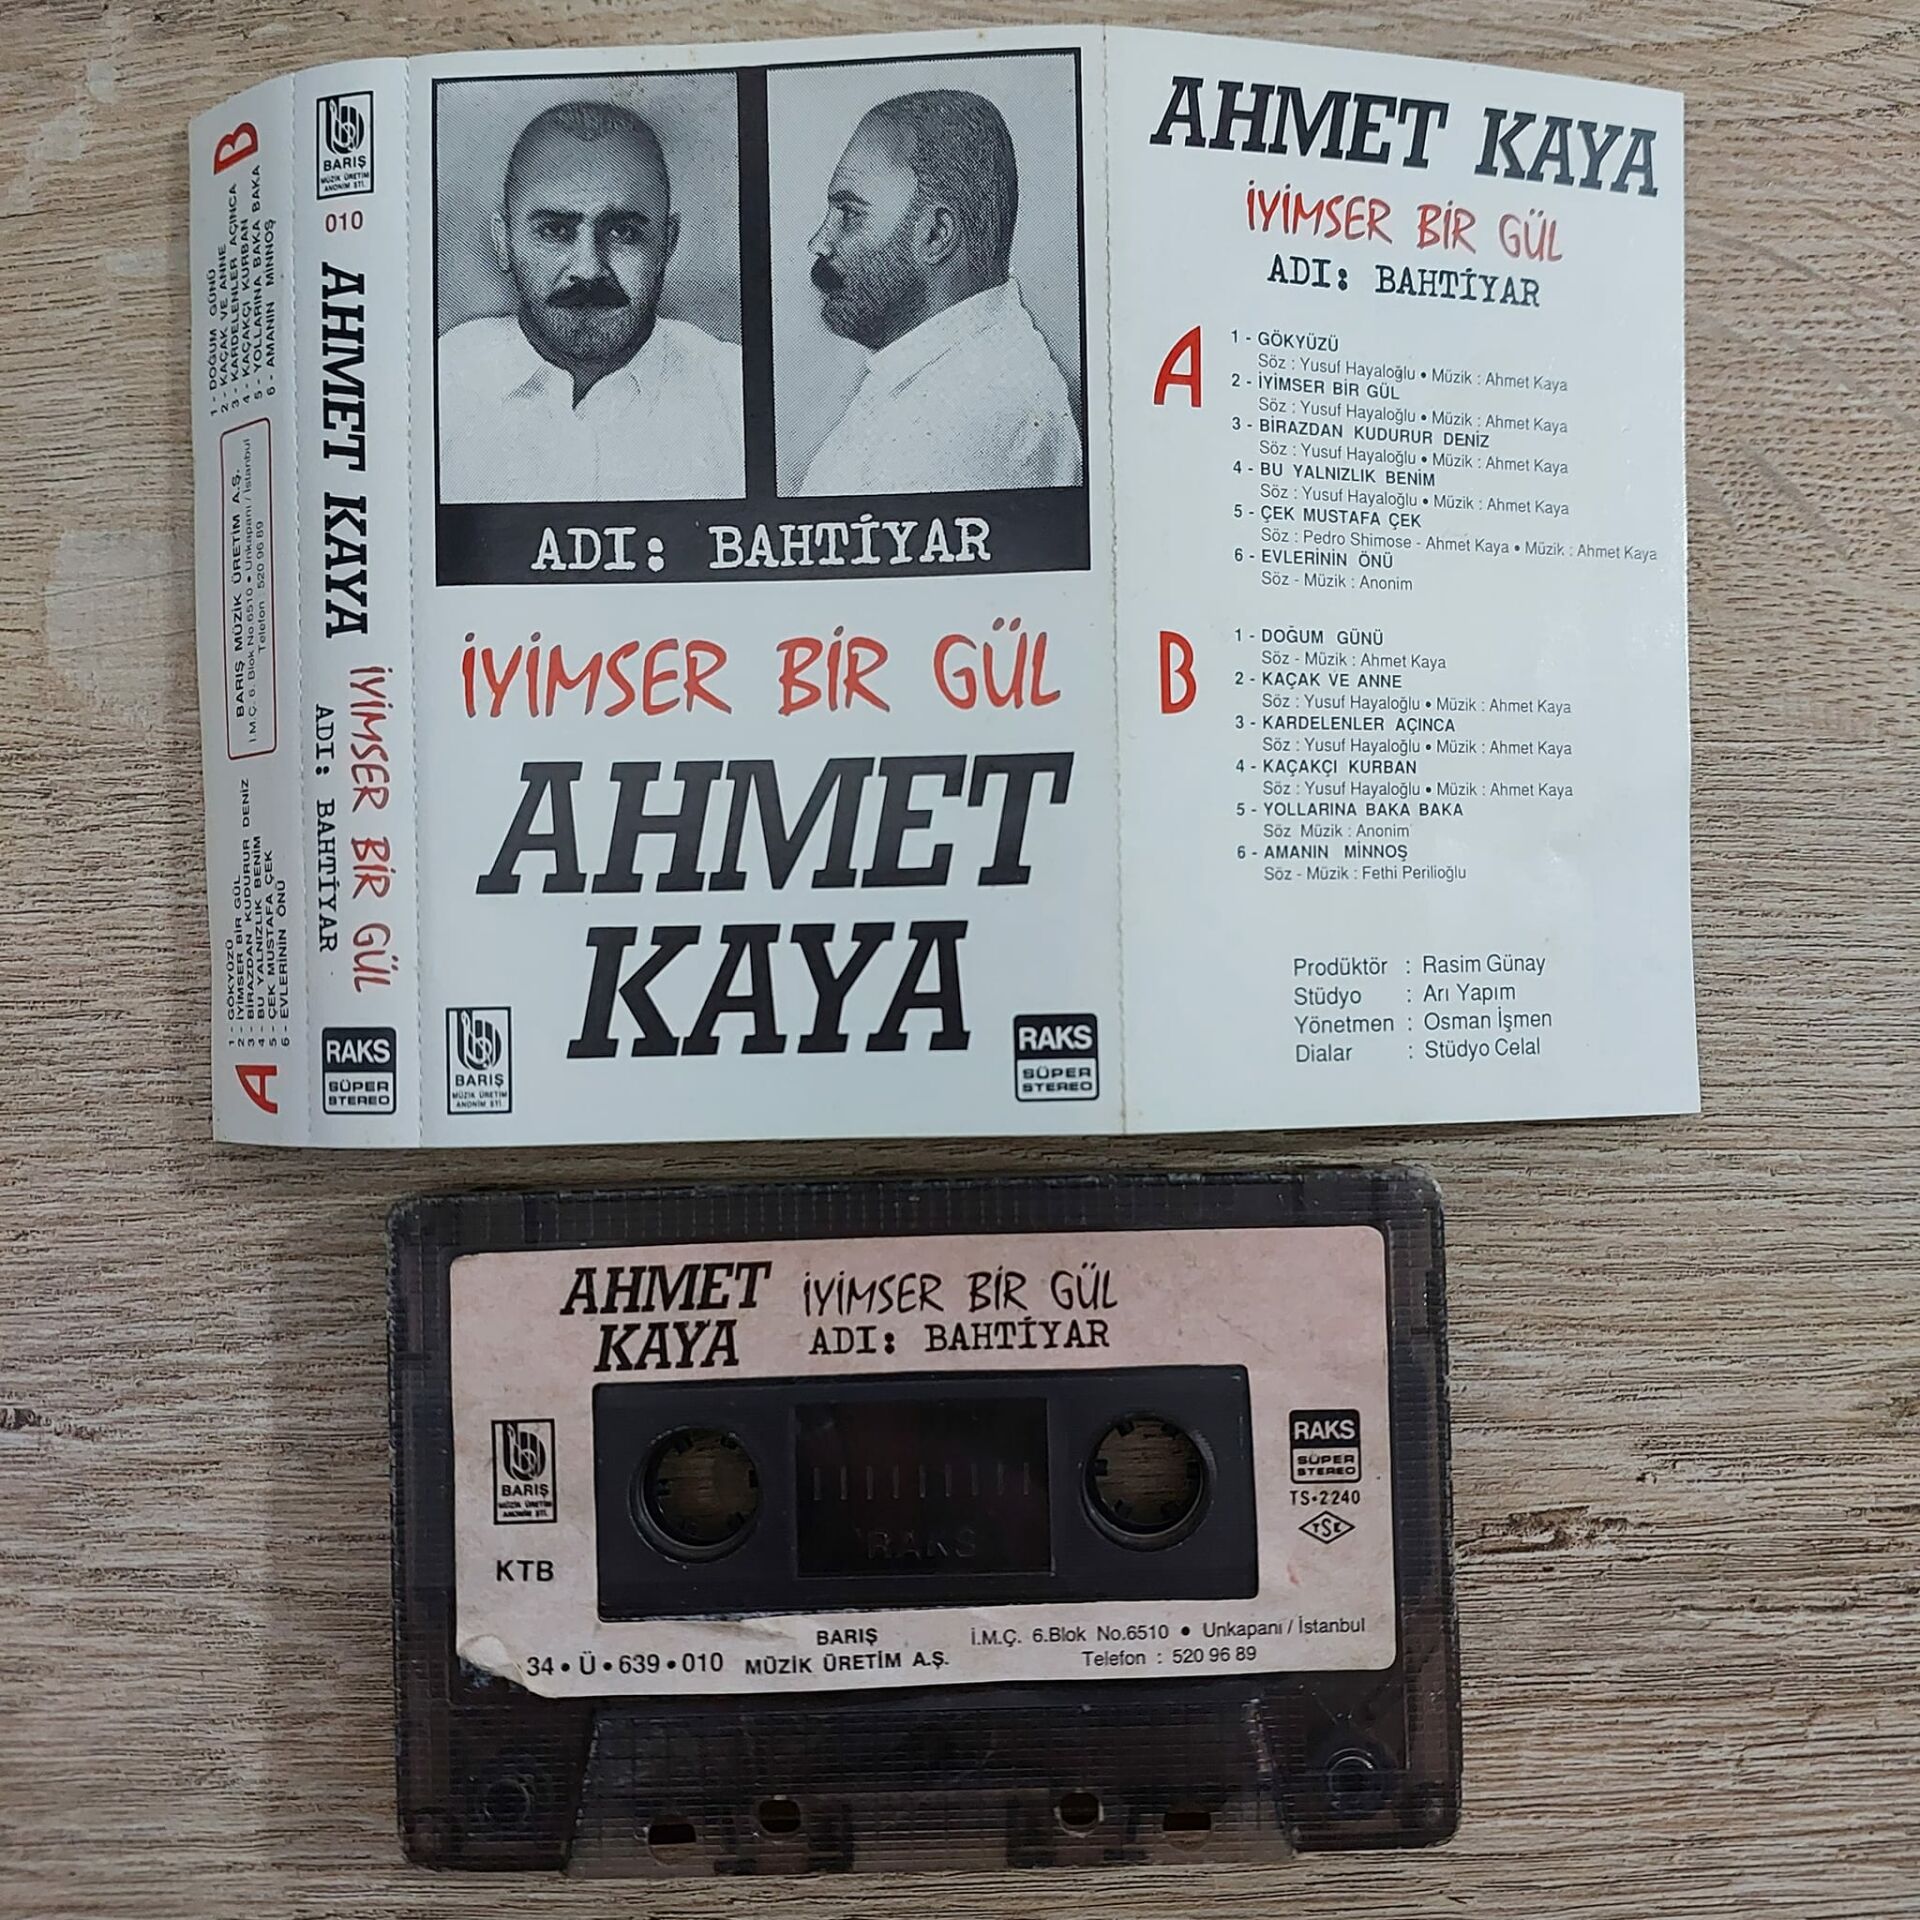 B
1 - DOĞUM GÜNÜ
2 - KAÇAK VE ANNE
3 - KARDELENLER AÇINCA
4 - KAÇAKÇI KURBAN
5 - YOLLARINA BAKA BAKA
6 - AMANIN MİNNOŞ
BARIŞ MÜZİK ÜRETİM A.Ş.
İ.M.Ç. 6. Blok No.6510 • Unkapanı / İstanbul
Telefon : 520 96 89
A
1 - GÖKYÜZÜ
2 - İYİMSER BİR GÜL
3 - BİRAZDAN KUDURUR DENİZ
4 - BU YALNIZLIK BENİM
5 - ÇEK MUSTAFA ÇEK
6 - EVLERİNİN ÖNÜ
BARIŞ
MÜZİK ÜRETİM
ANONİM ŞTİ.
010
AHMET KAYA
İYİMSER BİR GÜL
ADI: BAHTİYAR
RAKS
SÜPER
STEREO
ADI: BAHTİYAR
İYİMSER BİR GÜL
AHMET
KAYA
BARIŞ
MÜZİK ÜRETİM
ANONİM ŞTİ.
RAKS
SÜPER
STEREO
AHMET KAYA
İYİMSER BİR GÜL
ADI: BAHTİYAR
A
1 - GÖKYÜZÜ
Söz : Yusuf Hayaloğlu • Müzik : Ahmet Kaya
2 - İYİMSER BİR GÜL
Söz : Yusuf Hayaloğlu • Müzik : Ahmet Kaya
3 - BİRAZDAN KUDURUR DENİZ
Söz : Yusuf Hayaloğlu • Müzik : Ahmet Kaya
4 - BU YALNIZLIK BENİM
Söz : Yusuf Hayaloğlu • Müzik : Ahmet Kaya
5 - ÇEK MUSTAFA ÇEK
Söz : Pedro Shimose - Ahmet Kaya • Müzik : Ahmet Kaya
6 - EVLERİNİN ÖNÜ
Söz - Müzik : Anonim
B
1 - DOĞUM GÜNÜ
Söz - Müzik : Ahmet Kaya
2 - KAÇAK VE ANNE
Söz : Yusuf Hayaloğlu • Müzik : Ahmet Kaya
3 - KARDELENLER AÇINCA
Söz : Yusuf Hayaloğlu • Müzik : Ahmet Kaya
4 - KAÇAKÇI KURBAN
Söz : Yusuf Hayaloğlu • Müzik : Ahmet Kaya
5 - YOLLARINA BAKA BAKA
Söz Müzik : Anonim
6 - AMANIN MİNNOŞ
Söz - Müzik : Fethi Perilioğlu
Prodüktör : Rasim Günay
Stüdyo : Arı Yapım
Yönetmen : Osman İşmen
Dialar : Stüdyo Celal
AHMET
KAYA
İYİMSER BİR GÜL
ADI: BAHTİYAR
BARIŞ
MÜZİK ÜRETİM
ANONİM ŞTİ.
KTB
RAKS
RAKS
SÜPER
STEREO
TS•2240
TSE
34 • Ü • 639 • 010
BARIŞ
MÜZİK ÜRETİM A.Ş.
İ.M.Ç. 6.Blok No.6510 • Unkapanı / İstanbul
Telefon : 520 96 89